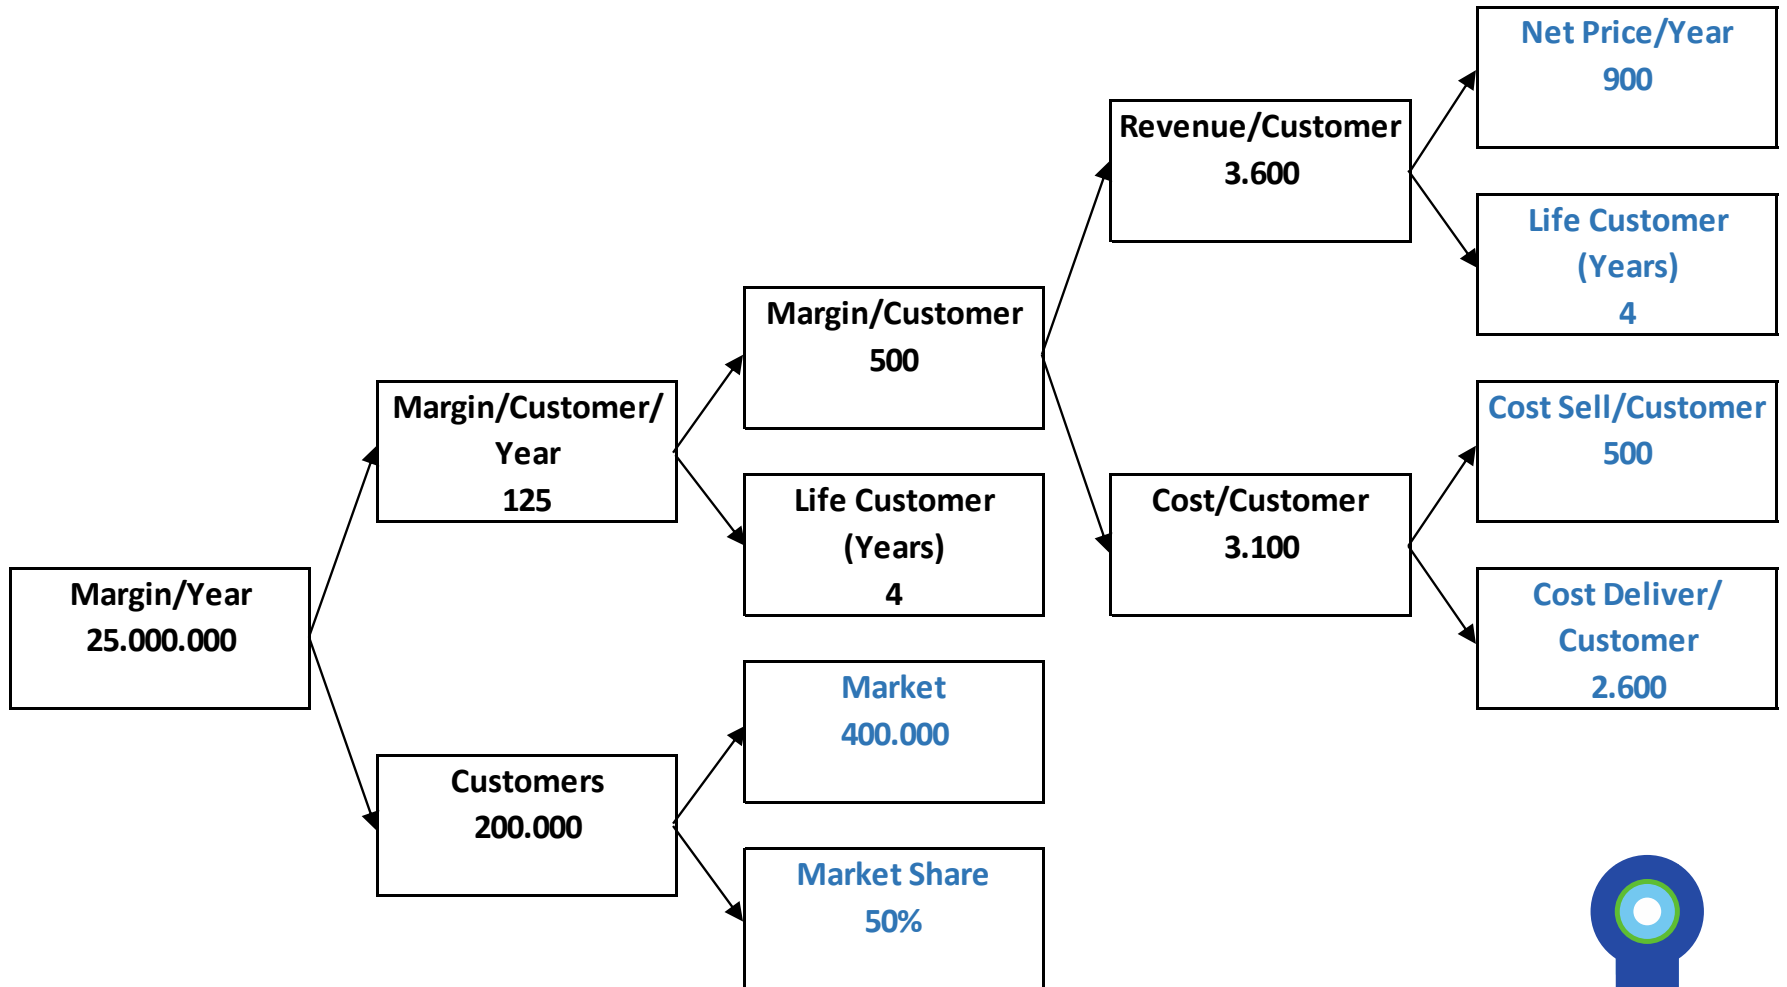 Net Price/Year
900
Revenue/Customer
3.600
Life Customer
(Years)
4
Margin/Customer
500
Margin/Customer/
Year
125
Cost Sell/Customer
500
Life Customer
(Years)
4
Cost/Customer
3.100
Margin/Year
25.000.000
Cost Deliver/
Customer
2.600
Market
400.000
Customers
200.000
Market Share
50%